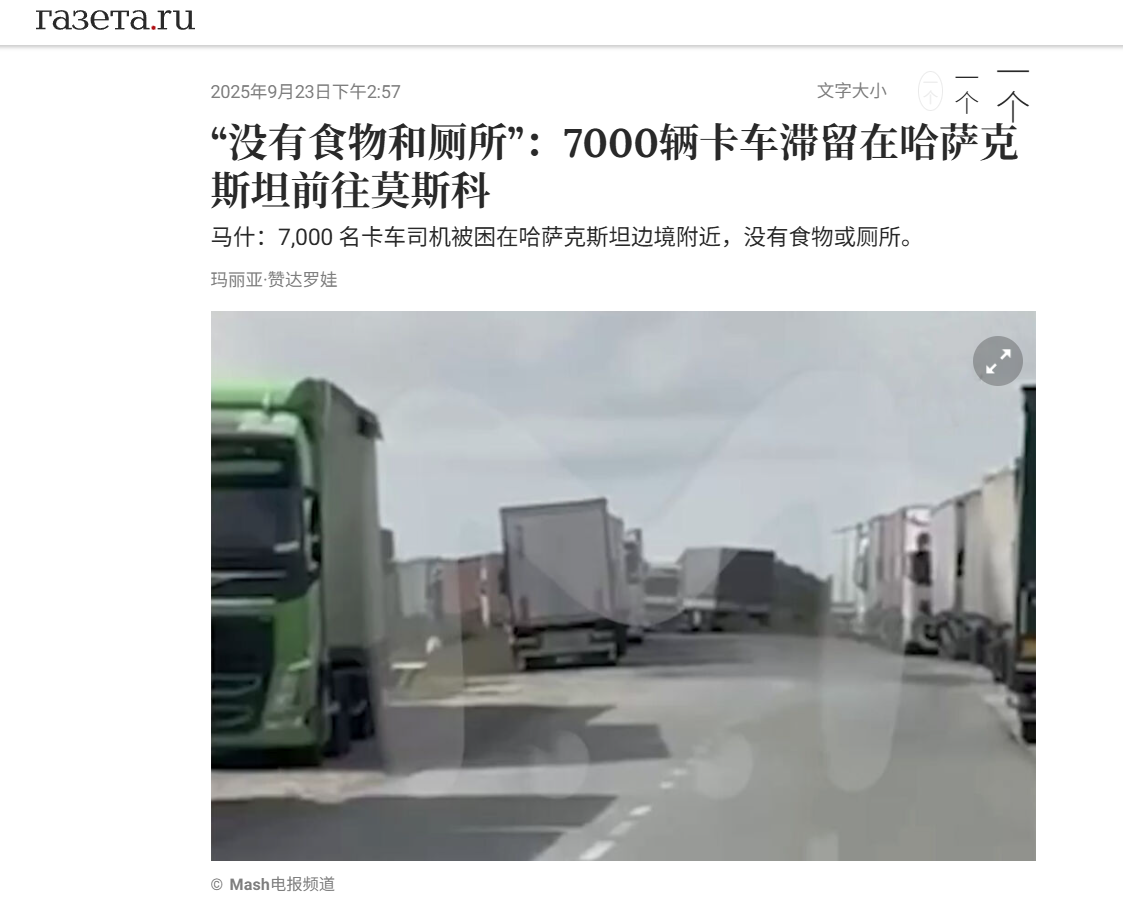 газета.ru
2025年9月23日下午2:57
文字大小
一个 一个 一个
“没有食物和厕所”：7000辆卡车滞留在哈萨克
斯坦前往莫斯科
马什：7,000 名卡车司机被困在哈萨克斯坦边境附近，没有食物或厕所。
玛丽亚·赞达罗娃
© Mash电报频道